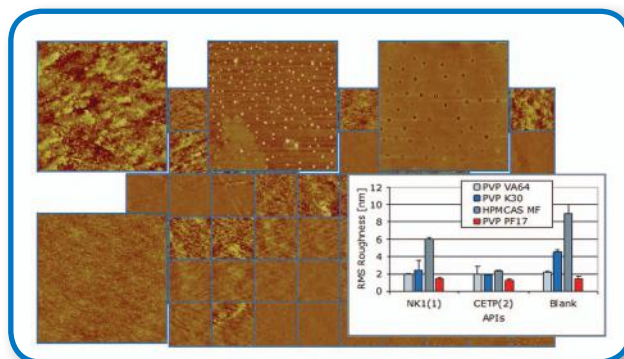 12
10
8
6
4
2
0
RMS Roughness [nm]
PVP VA64
PVP K30
HPMCAS MF
PVP PF17
NK1(1) CETP(2) Blank
APIs